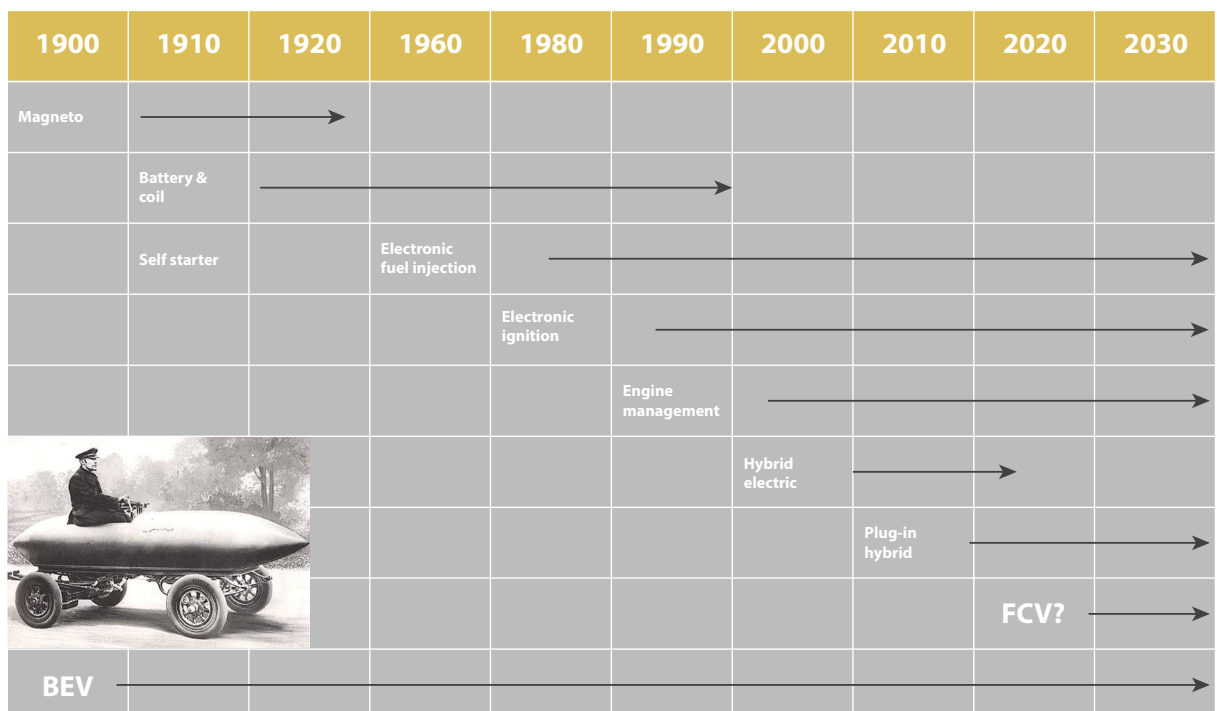 1900 1910 1920 1960 1980 1990 2000 2010 2020 2030
Magneto
Battery &
coil
Self starter
Electronic
fuel injection
Electronic
ignition
Engine
management
Hybrid
electric
Plug-in
hybrid
FCV?
BEV